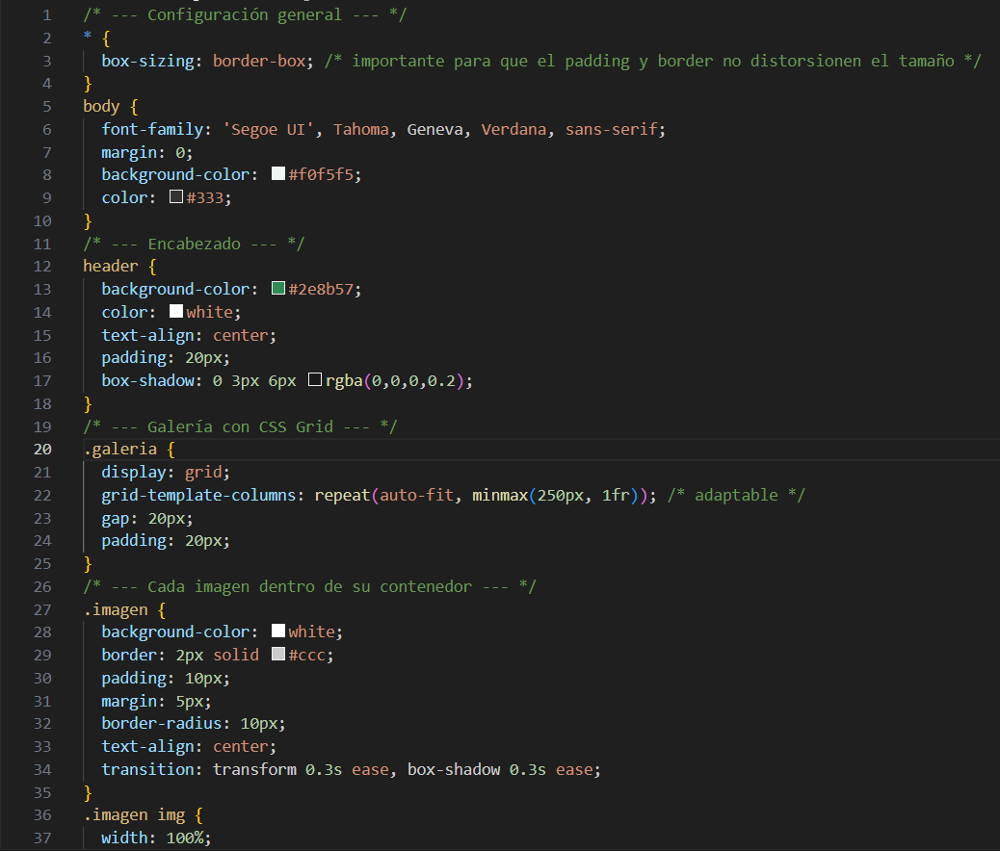 1 /* --- Configuración general --- */
2 * {
3 box-sizing: border-box; /* importante para que el padding y border no distorsionen el tamaño */
4 }
5 body {
6 font-family: 'Segoe UI', Tahoma, Geneva, Verdana, sans-serif;
7 margin: 0;
8 background-color: #f0f5f5;
9 color: #333;
10 }
11 /* --- Encabezado --- */
12 header {
13 background-color: #2e8b57;
14 color: white;
15 text-align: center;
16 padding: 20px;
17 box-shadow: 0 3px 6px rgba(0,0,0,0.2);
18 }
19 /* --- Galería con CSS Grid --- */
20 .galeria {
21 display: grid;
22 grid-template-columns: repeat(auto-fit, minmax(250px, 1fr)); /* adaptable */
23 gap: 20px;
24 padding: 20px;
25 }
26 /* --- Cada imagen dentro de su contenedor --- */
27 .imagen {
28 background-color: white;
29 border: 2px solid #ccc;
30 padding: 10px;
31 margin: 5px;
32 border-radius: 10px;
33 text-align: center;
34 transition: transform 0.3s ease, box-shadow 0.3s ease;
35 }
36 .imagen img {
37 width: 100%;